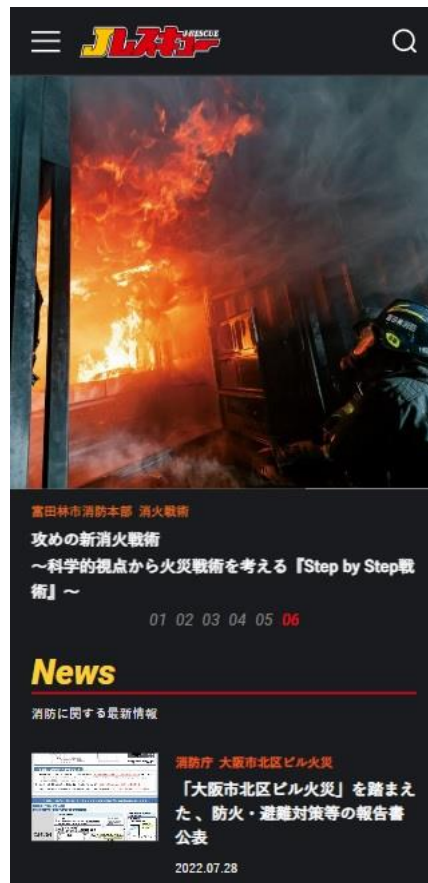 Jレスキュー
J-RESCUE
富田林市消防本部 消火戦術
攻めの新消火戦術
～科学的視点から火災戦術を考える『Step by Step戦
術』～
01 02 03 04 05 06
News
消防に関する最新情報
消防庁 大阪市北区ビル火災
「大阪市北区ビル火災」を踏まえ
た、防火・避難対策等の報告書
公表
2022.07.28